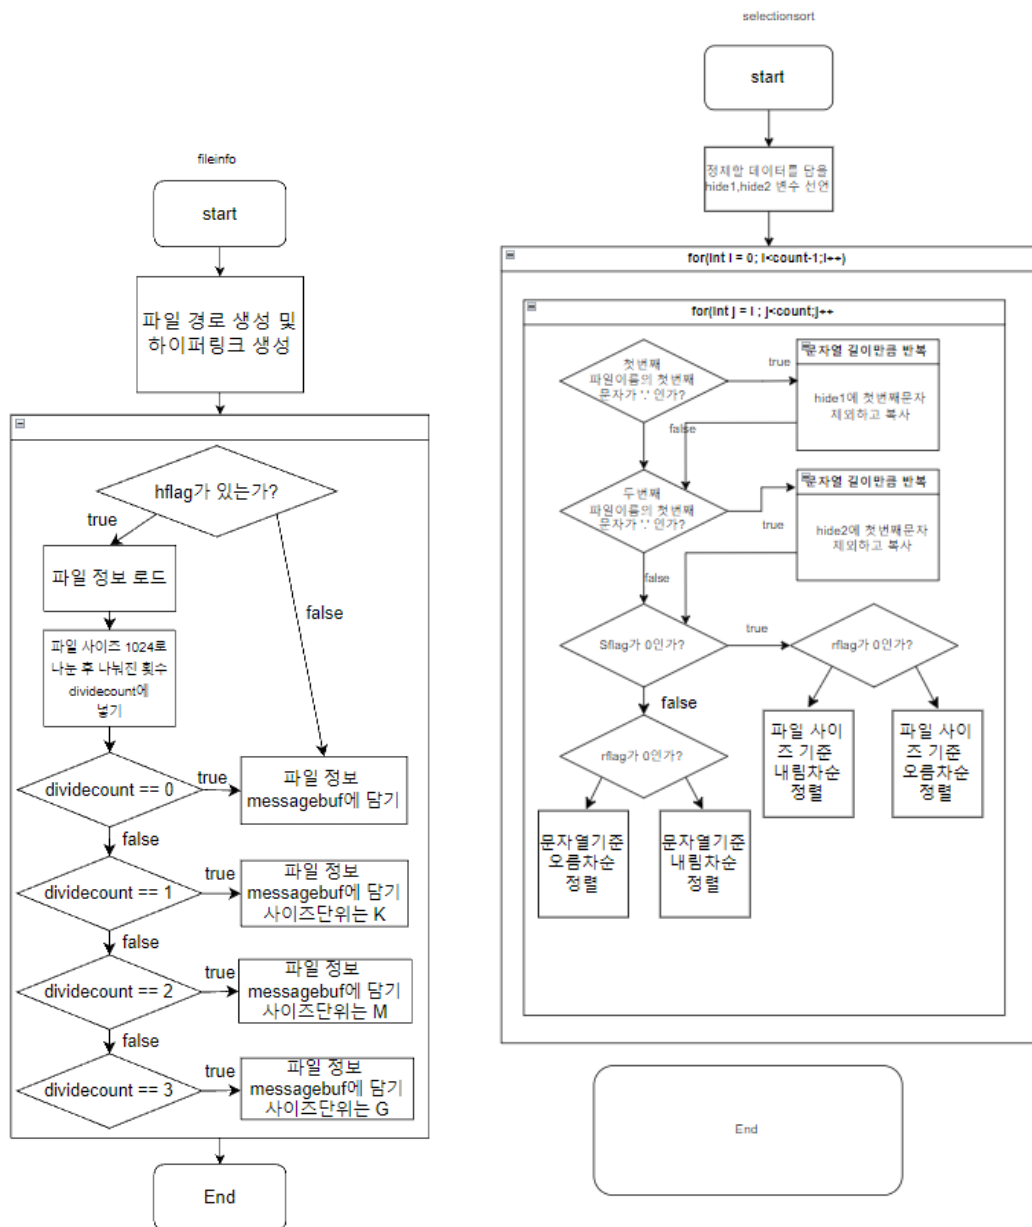 fileinfo
start
파일 경로 생성 및
하이퍼링크 생성
hflag가 있는가?
true
false
파일 정보 로드
파일 사이즈 1024로
나눈 후 나눠진 횟수
dividecount에
넣기
dividecount == 0
true
파일 정보
messagebuf에 담기
false
dividecount == 1
true
파일 정보
messagebuf에 담기
사이즈단위는 K
false
dividecount == 2
true
파일 정보
messagebuf에 담기
사이즈단위는 M
false
dividecount == 3
true
파일 정보
messagebuf에 담기
사이즈단위는 G
End
selectionsort
start
정제할 데이터를 담을
hide1,hide2 변수 선언
for(int i = 0; i<count-1;i++)
for(int j = i ; j<count;j++
첫번째
파일이름의 첫번째
문자가 '.' 인가?
true
문자열 길이만큼 반복
hide1에 첫번째문자
제외하고 복사
false
두번째
파일이름의 첫번째
문자가 '.' 인가?
true
문자열 길이만큼 반복
hide2에 첫번째문자
제외하고 복사
false
Sflag가 0인가?
true
rflag가 0인가?
false
파일 사이
즈 기준
내림차순
정렬
파일 사이
즈 기준
오름차순
정렬
rflag가 0인가?
문자열기준
오름차순
정렬
문자열기준
내림차순
정렬
End